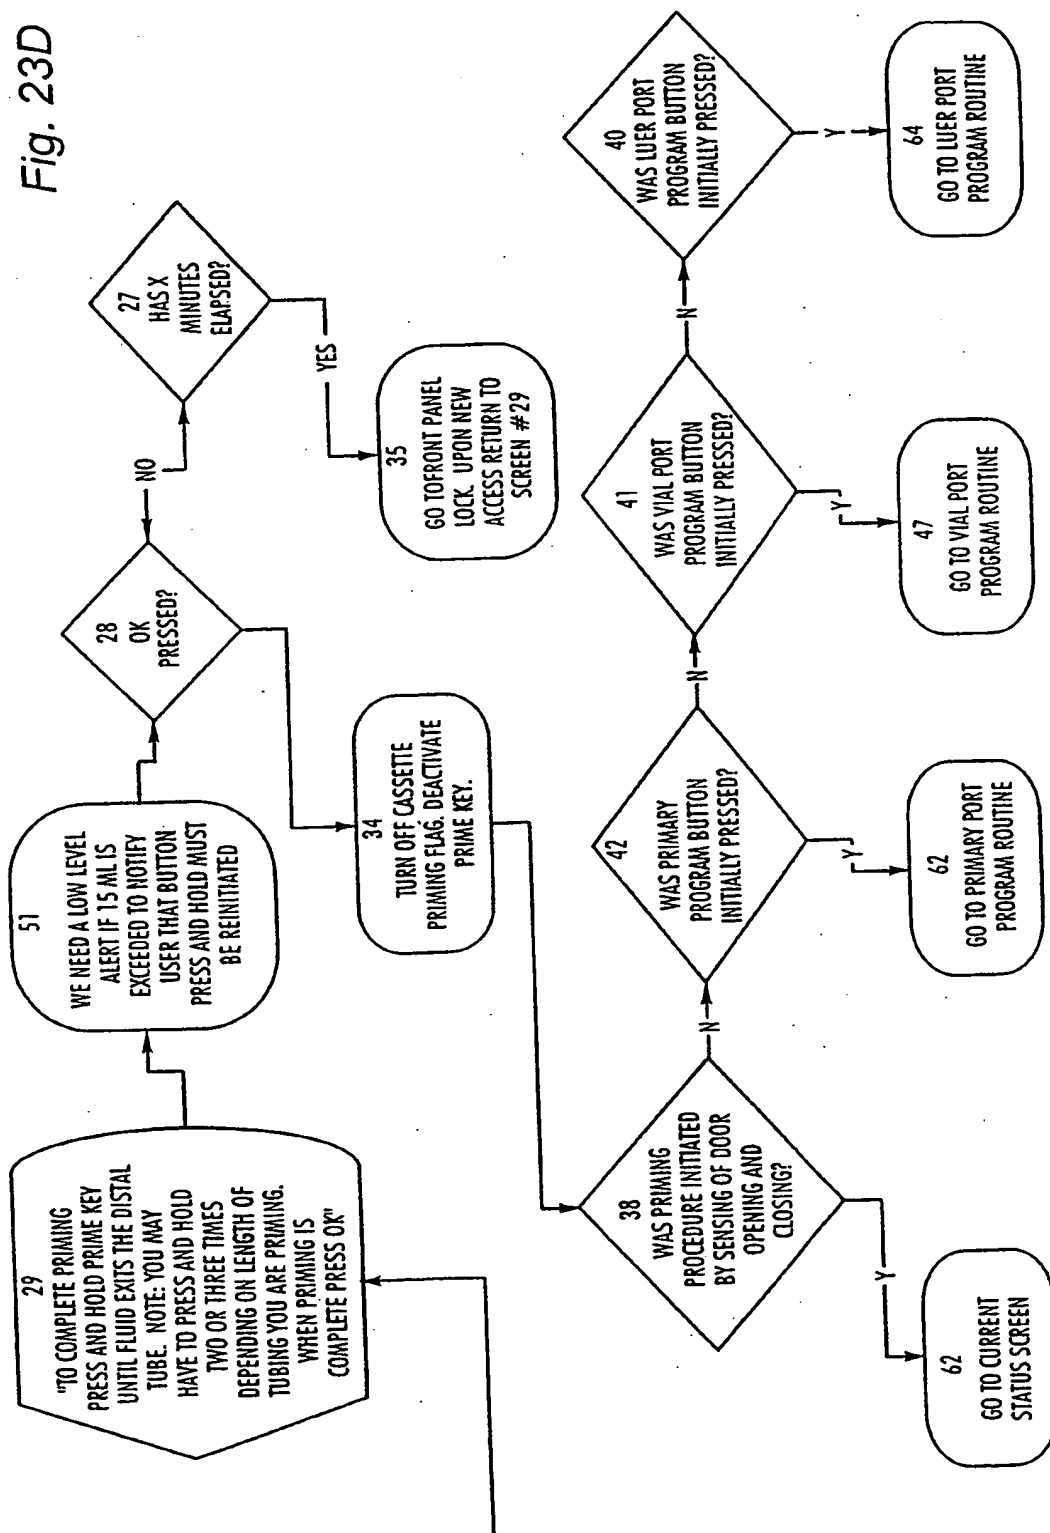 Fig. 23D
29
"TO COMPLETE PRIMING
PRESS AND HOLD PRIME KEY
UNTIL FLUID EXITS THE DISTAL
TUBE. NOTE: YOU MAY
HAVE TO PRESS AND HOLD
TWO OR THREE TIMES
DEPENDING ON LENGTH OF
TUBING YOU ARE PRIMING.
WHEN PRIMING IS
COMPLETE PRESS OK"
51
WE NEED A LOW LEVEL
ALERT IF 15 ML IS
EXCEEDED TO NOTIFY
USER THAT BUTTON
PRESS AND HOLD MUST
BE REINITIATED
28
OK
PRESSED?
NO
27
HAS X
MINUTES
ELAPSED?
YES
35
GO TOFRONT PANEL
LOCK. UPON NEW
ACCESS RETURN TO
SCREEN #29
34
TURN OFF CASSETTE
PRIMING FLAG. DEACTIVATE
PRIME KEY.
38
WAS PRIMING
PROCEDURE INITIATED
BY SENSING OF DOOR
OPENING AND
CLOSING?
N
42
WAS PRIMARY
PROGRAM BUTTON
INITIALLY PRESSED?
N
41
WAS VIAL PORT
PROGRAM BUTTON
INITIALLY PRESSED?
N
40
WAS LUER PORT
PROGRAM BUTTON
INITIALLY PRESSED?
Y
62
GO TO CURRENT
STATUS SCREEN
Y
62
GO TO PRIMARY PORT
PROGRAM ROUTINE
Y
47
GO TO VIAL PORT
PROGRAM ROUTINE
Y
64
GO TO LUER PORT
PROGRAM ROUTINE